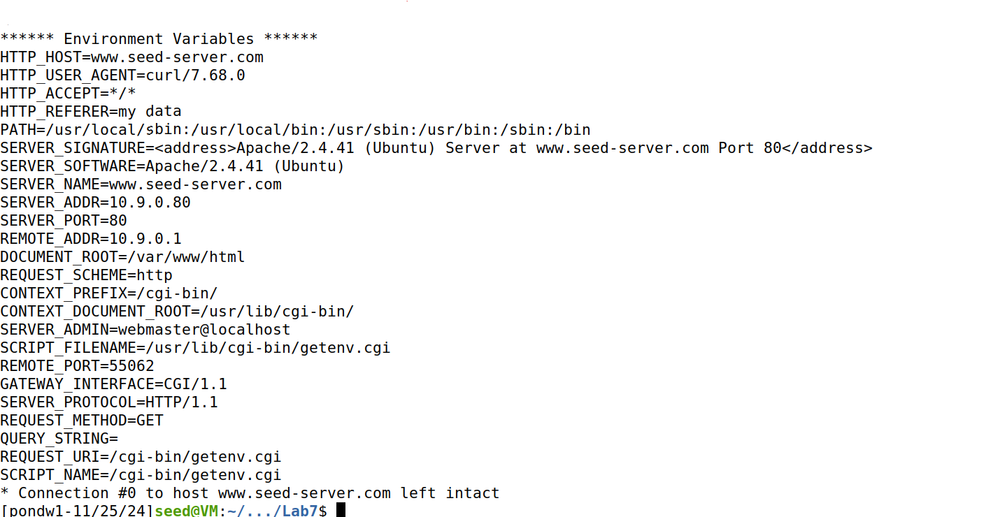 ****** Environment Variables ******
HTTP_HOST=www.seed-server.com
HTTP_USER_AGENT=curl/7.68.0
HTTP_ACCEPT=*/*
HTTP_REFERER=my data
PATH=/usr/local/sbin:/usr/local/bin:/usr/sbin:/usr/bin:/sbin:/bin
SERVER_SIGNATURE=<address>Apache/2.4.41 (Ubuntu) Server at www.seed-server.com Port 80</address>
SERVER_SOFTWARE=Apache/2.4.41 (Ubuntu)
SERVER_NAME=www.seed-server.com
SERVER_ADDR=10.9.0.80
SERVER_PORT=80
REMOTE_ADDR=10.9.0.1
DOCUMENT_ROOT=/var/www/html
REQUEST_SCHEME=http
CONTEXT_PREFIX=/cgi-bin/
CONTEXT_DOCUMENT_ROOT=/usr/lib/cgi-bin/
SERVER_ADMIN=webmaster@localhost
SCRIPT_FILENAME=/usr/lib/cgi-bin/getenv.cgi
REMOTE_PORT=55062
GATEWAY_INTERFACE=CGI/1.1
SERVER_PROTOCOL=HTTP/1.1
REQUEST_METHOD=GET
QUERY_STRING=
REQUEST_URI=/cgi-bin/getenv.cgi
SCRIPT_NAME=/cgi-bin/getenv.cgi
* Connection #0 to host www.seed-server.com left intact
[pondw1-11/25/24]seed@VM:~/.../Lab7$